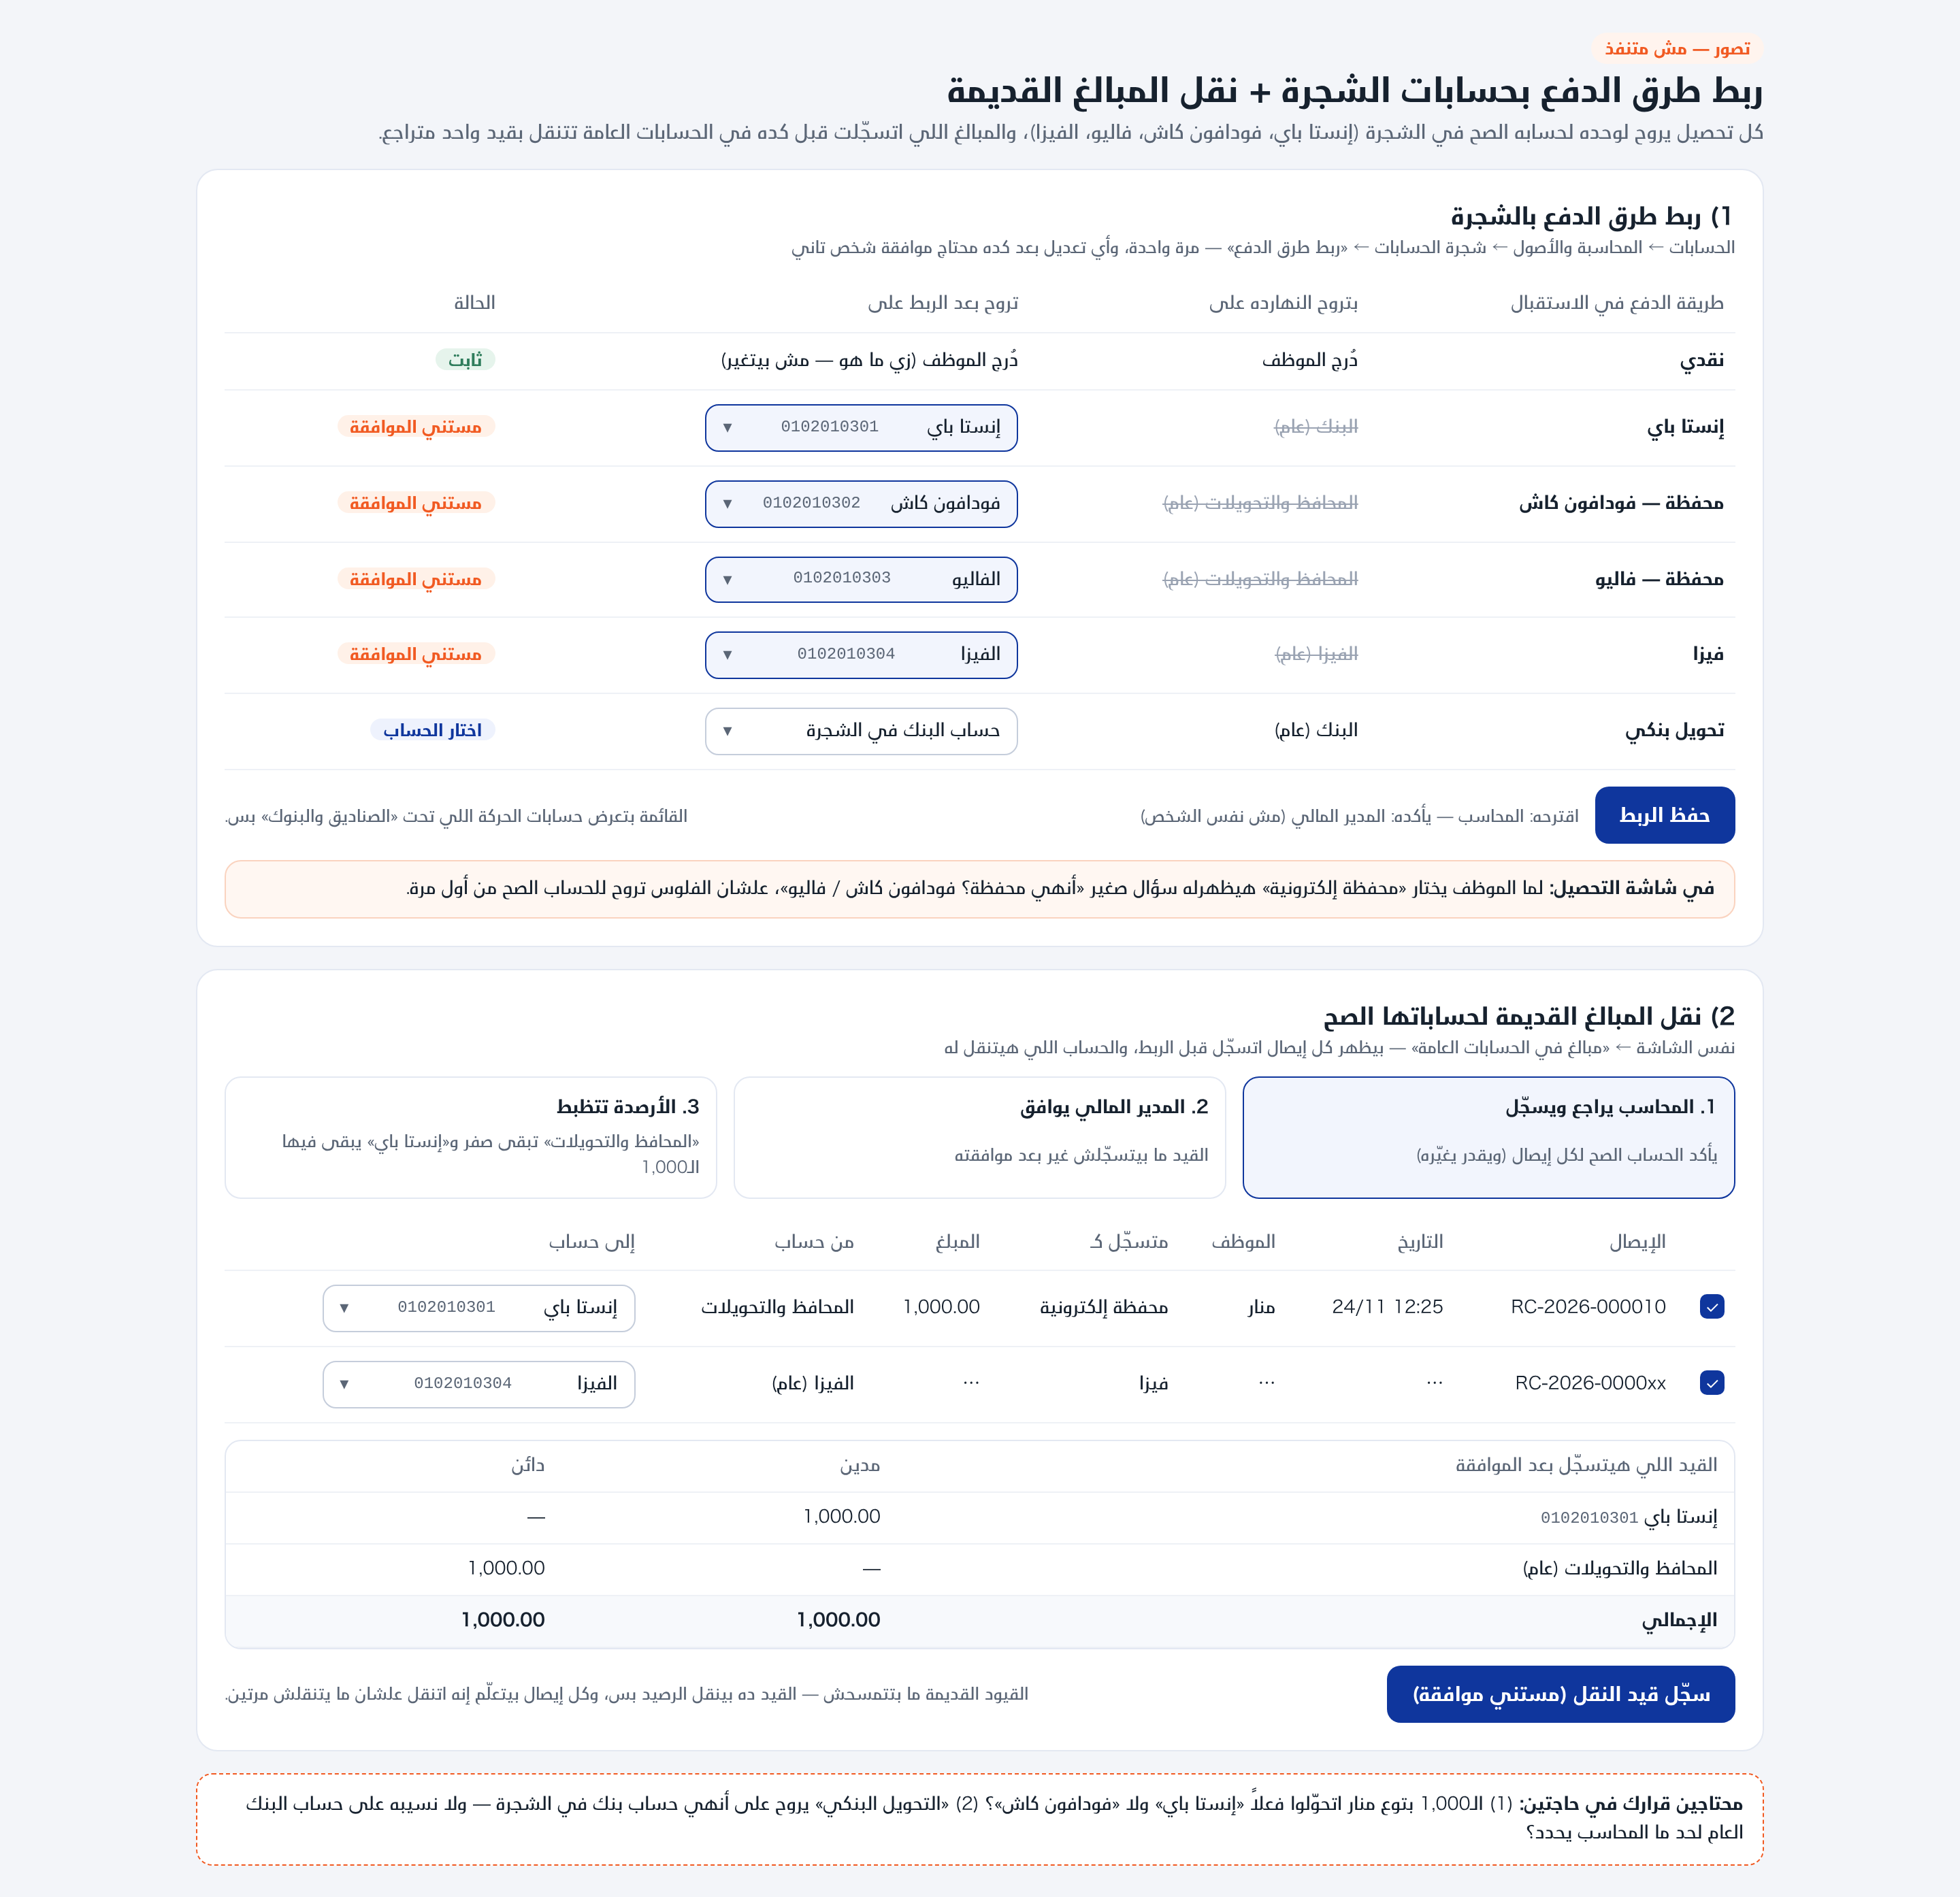 تصور — مش متنفذ
ربط طرق الدفع بحسابات الشجرة + نقل المبالغ القديمة
كل تحصيل يروح لوحده لحسابه الصح في الشجرة (إنستا باي، فودافون كاش، فاليو، الفيزا)، والمبالغ اللي اتسجّلت قبل كده في الحسابات العامة تتنقل بقيد واحد متراجع.
1) ربط طرق الدفع بالشجرة
الحسابات ← المحاسبة والأصول ← شجرة الحسابات ← «ربط طرق الدفع» — مرة واحدة، وأي تعديل بعد كده محتاج موافقة شخص تاني
طريقة الدفع في الاستقبال بتروح النهارده على تروح بعد الربط على الحالة
نقدي دُرج الموظف دُرج الموظف (زي ما هو — مش بيتغير) ثابت
إنستا باي البنك (عام) إنستا باي 0102010301 ▾ مستني الموافقة
محفظة — فودافون كاش المحافظ والتحويلات (عام) فودافون كاش 0102010302 ▾ مستني الموافقة
محفظة — فاليو المحافظ والتحويلات (عام) الفاليو 0102010303 ▾ مستني الموافقة
فيزا الفيزا (عام) الفيزا 0102010304 ▾ مستني الموافقة
تحويل بنكي البنك (عام) حساب البنك في الشجرة ▾ اختار الحساب
حفظ الربط اقترحه: المحاسب — يأكده: المدير المالي (مش نفس الشخص) القائمة بتعرض حسابات الحركة اللي تحت «الصناديق والبنوك» بس.
في شاشة التحصيل: لما الموظف يختار «محفظة إلكترونية» هيظهرله سؤال صغير «أنهي محفظة؟ فودافون كاش / فاليو»، علشان الفلوس تروح للحساب الصح من أول مرة.
2) نقل المبالغ القديمة لحساباتها الصح
نفس الشاشة ← «مبالغ في الحسابات العامة» — بيظهر كل إيصال اتسجّل قبل الربط، والحساب اللي هيتنقل له
1. المحاسب يراجع ويسجّل
يأكد الحساب الصح لكل إيصال (ويقدر يغيّره)
2. المدير المالي يوافق
القيد ما بيتسجّلش غير بعد موافقته
3. الأرصدة تتظبط
«المحافظ والتحويلات» تبقى صفر و«إنستا باي» يبقى فيها
الـ1,000
الإيصال التاريخ الموظف متسجّل كـ المبلغ من حساب إلى حساب
RC-2026-000010 24/11 12:25 منار محفظة إلكترونية 1,000.00 المحافظ والتحويلات إنستا باي 0102010301 ▾
RC-2026-0000xx … … فيزا … الفيزا (عام) الفيزا 0102010304 ▾
القيد اللي هيتسجّل بعد الموافقة مدين دائن
إنستا باي 0102010301 1,000.00 —
المحافظ والتحويلات (عام) — 1,000.00
الإجمالي 1,000.00 1,000.00
سجّل قيد النقل (مستني موافقة) القيود القديمة ما بتتمسحش — القيد ده بينقل الرصيد بس، وكل إيصال بيتعلّم إنه اتنقل علشان ما يتنقلش مرتين.
محتاجين قرارك في حاجتين: (1) الـ1,000 بتوع منار اتحوّلوا فعلاً «إنستا باي» ولا «فودافون كاش»؟ (2) «التحويل البنكي» يروح على أنهي حساب بنك في الشجرة — ولا نسيبه على حساب البنك
العام لحد ما المحاسب يحدد؟